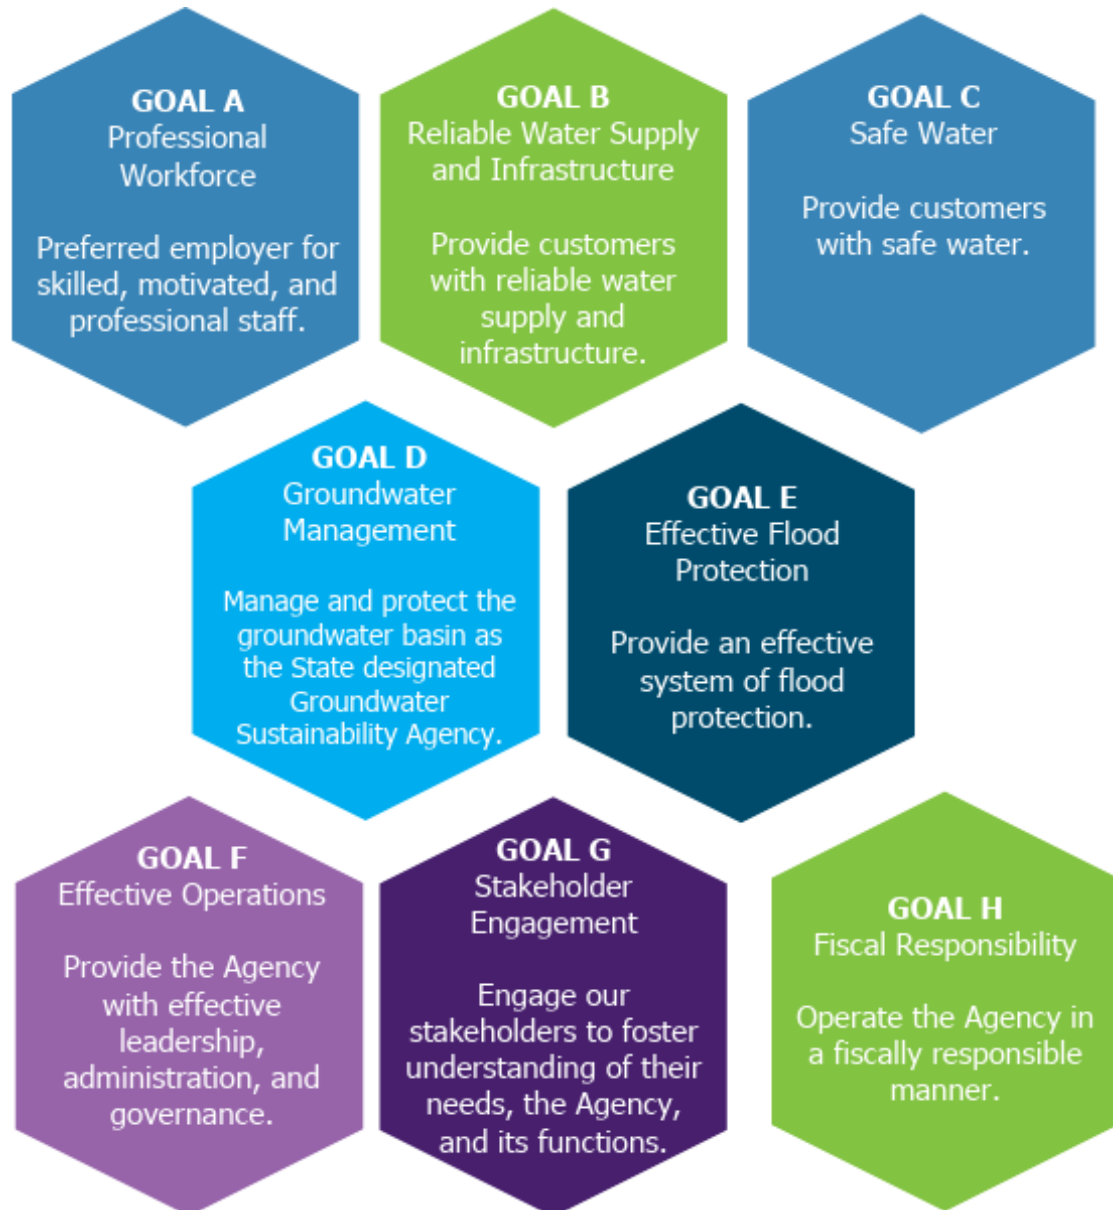 GOAL A
Professional
Workforce
Preferred employer for
skilled, motivated, and
professional staff.
GOAL B
Reliable Water Supply
and Infrastructure
Provide customers
with reliable water
supply and
infrastructure.
GOAL C
Safe Water
Provide customers
with safe water.
GOAL D
Groundwater
Management
Manage and protect the
groundwater basin as
the State designated
Groundwater
Sustainability Agency.
GOAL E
Effective Flood
Protection
Provide an effective
system of flood
protection.
GOAL F
Effective Operations
Provide the Agency
with effective
leadership,
administration, and
governance.
GOAL G
Stakeholder
Engagement
Engage our
stakeholders to foster
understanding of their
needs, the Agency,
and its functions.
GOAL H
Fiscal Responsibility
Operate the Agency in
a fiscally responsible
manner.